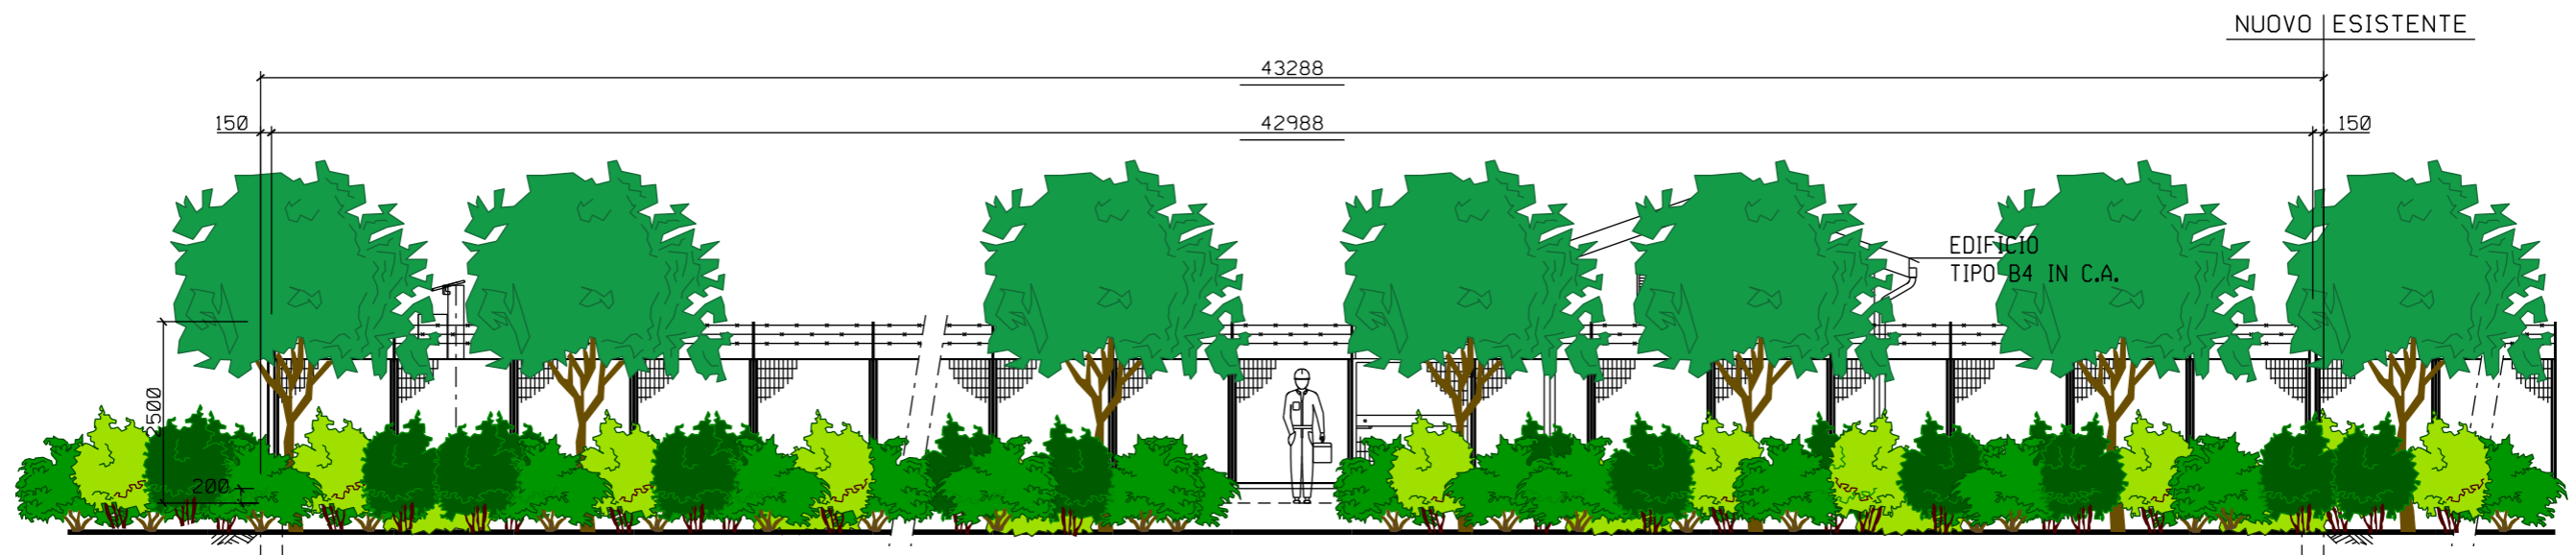 NUOVO ESISTENTE
43288
150 42988 150
EDIFICIO
TIPO B4 IN C.A.
2500
200